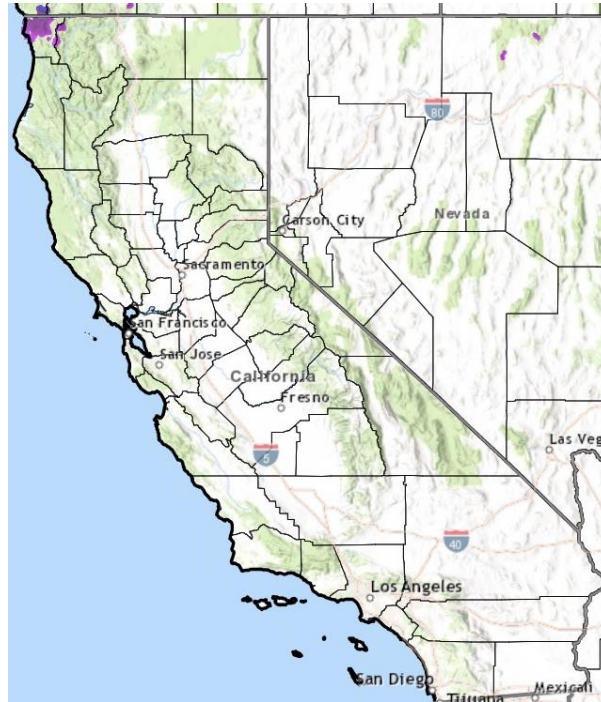 80
Carson City
Nevada
Sacramento
San Francisco
San Jose
California
Fresno
5
Las Veg
40
Los Angeles
San Diego
Mexicali
Tijuana